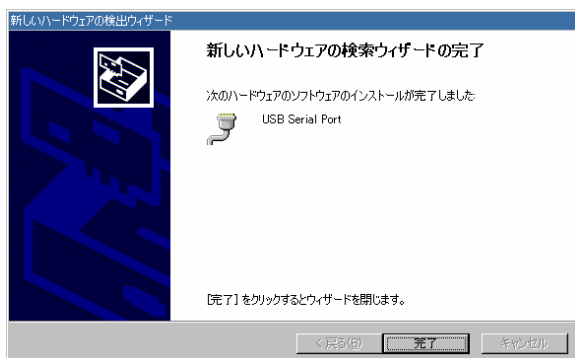 新しいハードウェアの検出ウィザード
新しいハードウェアの検索ウィザードの完了
次のハードウェアのソフトウェアのインストールが完了しました:
USB Serial Port
[完了] をクリックするとウィザードを閉じます。
< 戻る(B)
完了
キャンセル